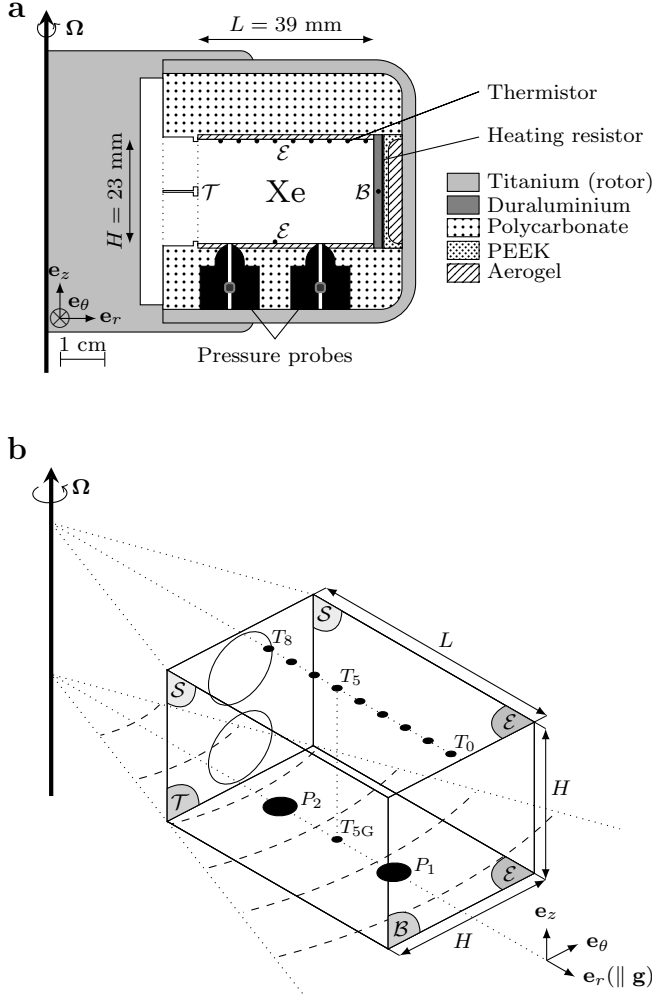 a
Ω
L = 39 mm
Thermistor
Heating resistor
ℰ
H = 23 mm
𝒯
Xe
ℬ
ℰ
Titanium (rotor)
Duraluminium
Polycarbonate
PEEK
Aerogel
e_z
e_θ
e_r
1 cm
Pressure probes
b
Ω
𝒮
L
T_8
𝒮
T_5
T_0
ℰ
H
𝒯
P_2
T_5G
P_1
ℰ
ℬ
H
e_z
e_θ
e_r(∥ g)